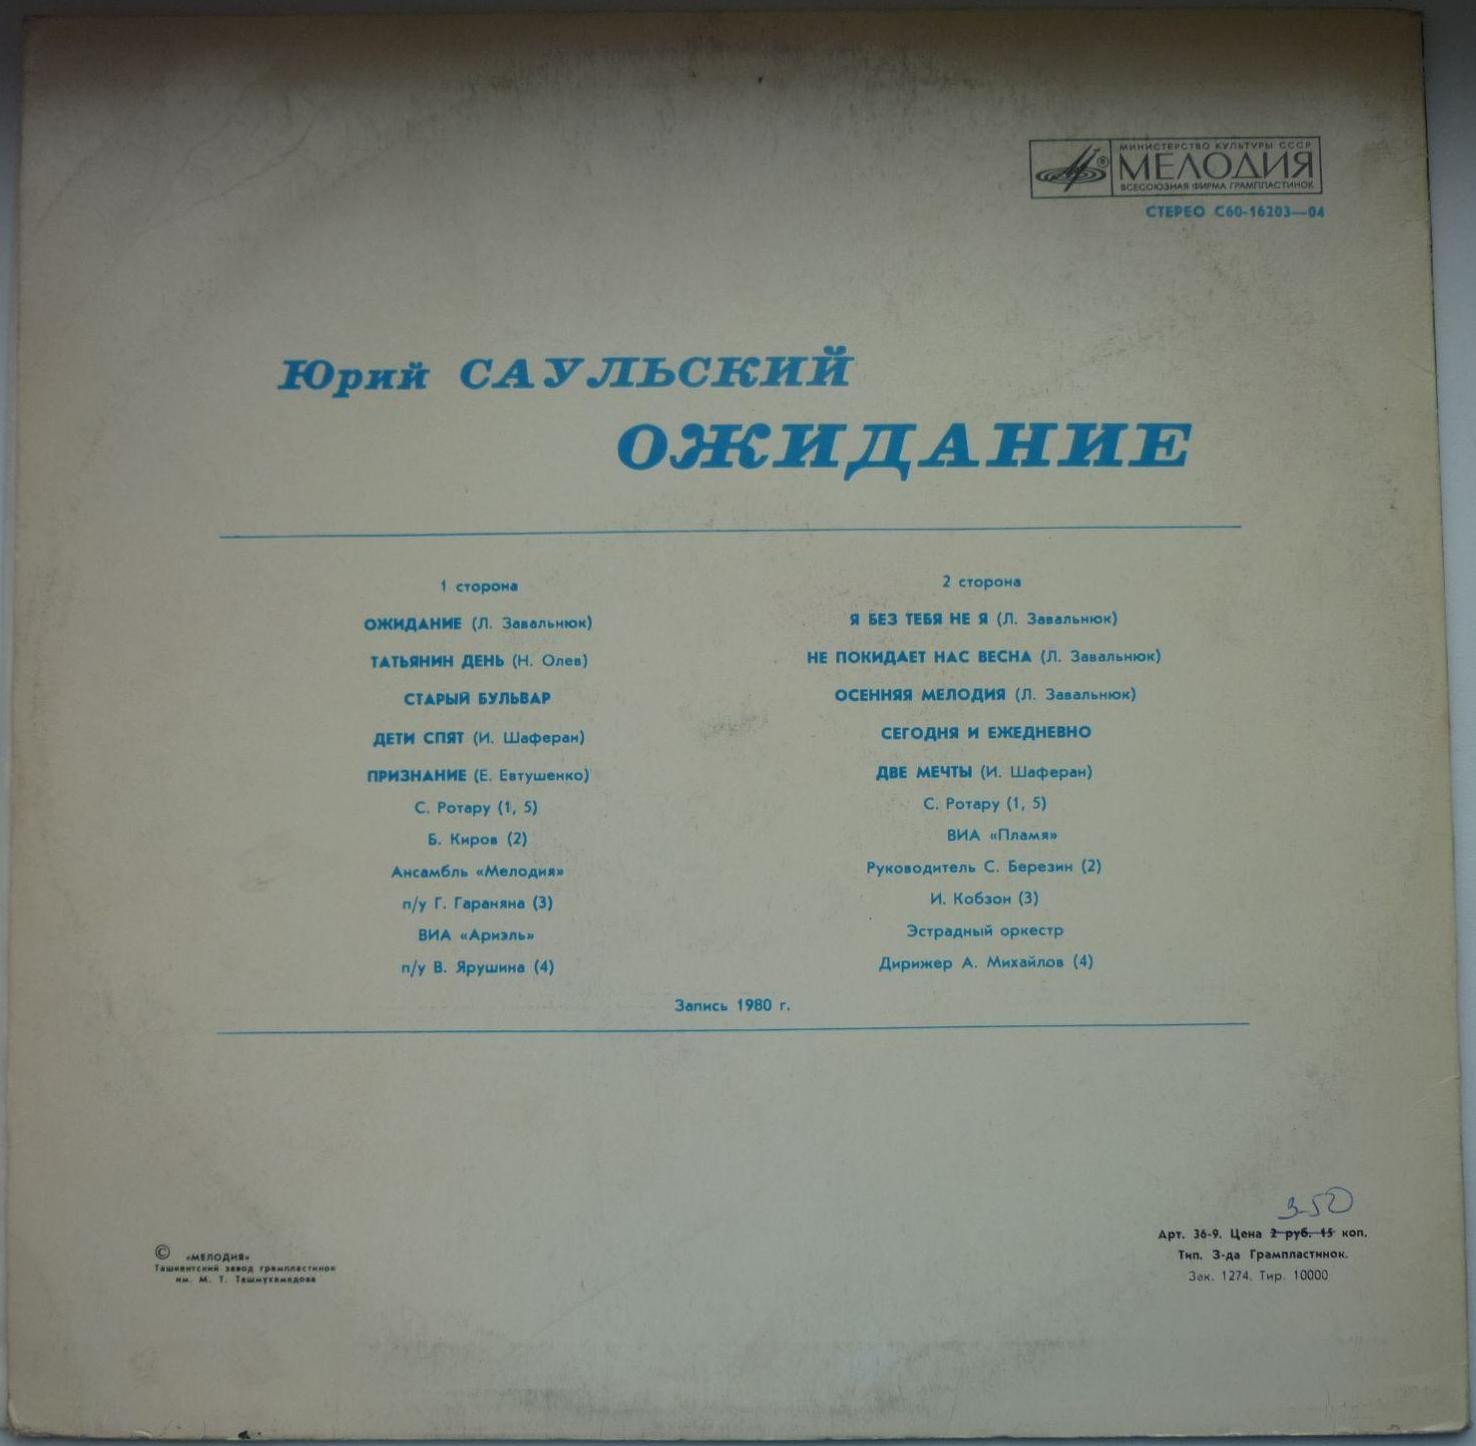 МИНИСТЕРСТВО КУЛЬТУРЫ СССР
МЕЛОДИЯ
ВСЕСОЮЗНАЯ ФИРМА ГРАМПЛАСТИНОК
СТЕРЕО С60-16203—04
Юрий САУЛЬСКИЙ
ОЖИДАНИЕ
1 сторона
ОЖИДАНИЕ (Л. Завальнюк)
ТАТЬЯНИН ДЕНЬ (Н. Олев)
СТАРЫЙ БУЛЬВАР
ДЕТИ СПЯТ (И. Шаферан)
ПРИЗНАНИЕ (Е. Евтушенко)
С. Ротару (1, 5)
Б. Киров (2)
Ансамбль «Мелодия»
п/у Г. Гараняна (3)
ВИА «Ариэль»
п/у В. Ярушина (4)
2 сторона
Я БЕЗ ТЕБЯ НЕ Я (Л. Завальнюк)
НЕ ПОКИДАЕТ НАС ВЕСНА (Л. Завальнюк)
ОСЕННЯЯ МЕЛОДИЯ (Л. Завальнюк)
СЕГОДНЯ И ЕЖЕДНЕВНО
ДВЕ МЕЧТЫ (И. Шаферан)
С. Ротару (1, 5)
ВИА «Пламя»
Руководитель С. Березин (2)
И. Кобзон (3)
Эстрадный оркестр
Дирижер А. Михайлов (4)
Запись 1980 г.
© «МЕЛОДИЯ»
Ташкентский завод грампластинок
им. М. Т. Ташмухамедова
3-50
Арт. 36-9. Цена 2 руб. 15 коп.
Тип. З-да Грампластинок.
Зак. 1274. Тир. 10000